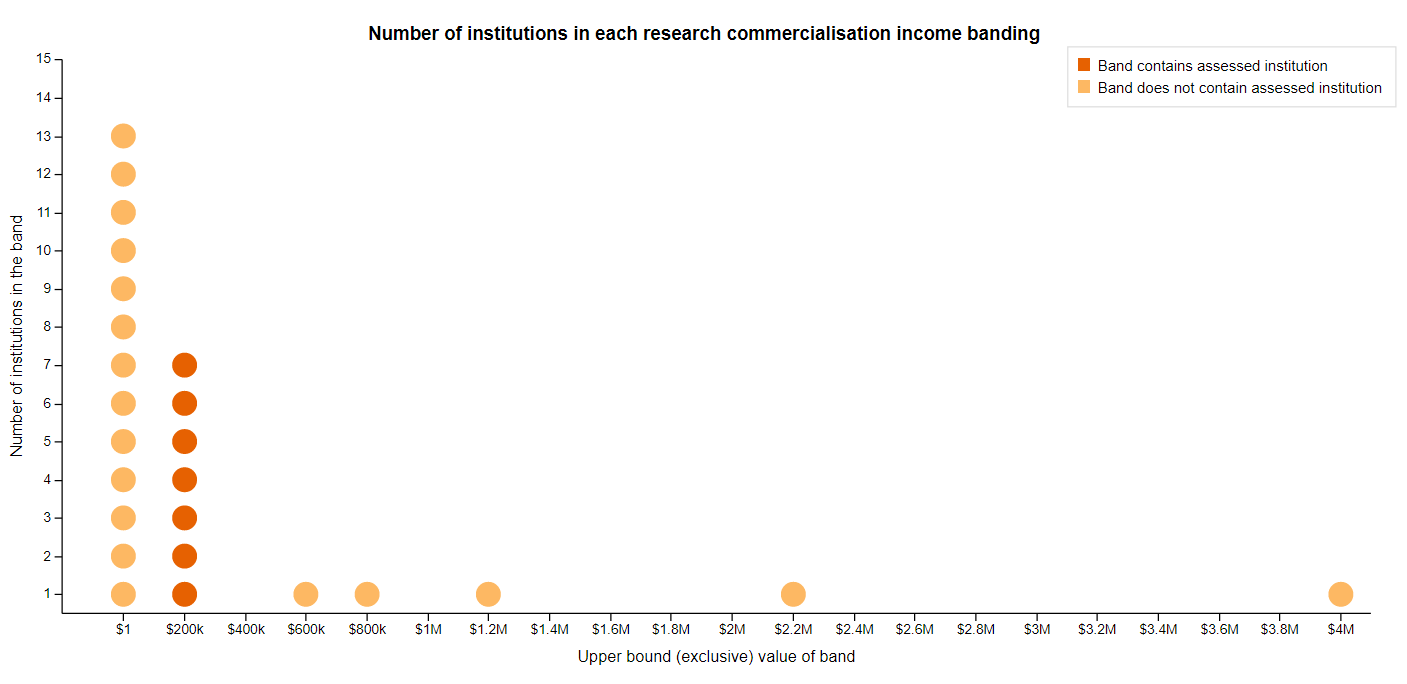 Number of institutions in each research commercialisation income banding
Band contains assessed institution
Band does not contain assessed institution
Number of institutions in the band
15
14
13
12
11
10
9
8
7
6
5
4
3
2
1
$1 $200k $400k $600k $800k $1M $1.2M $1.4M $1.6M $1.8M $2M $2.2M $2.4M $2.6M $2.8M $3M $3.2M $3.4M $3.6M $3.8M $4M
Upper bound (exclusive) value of band